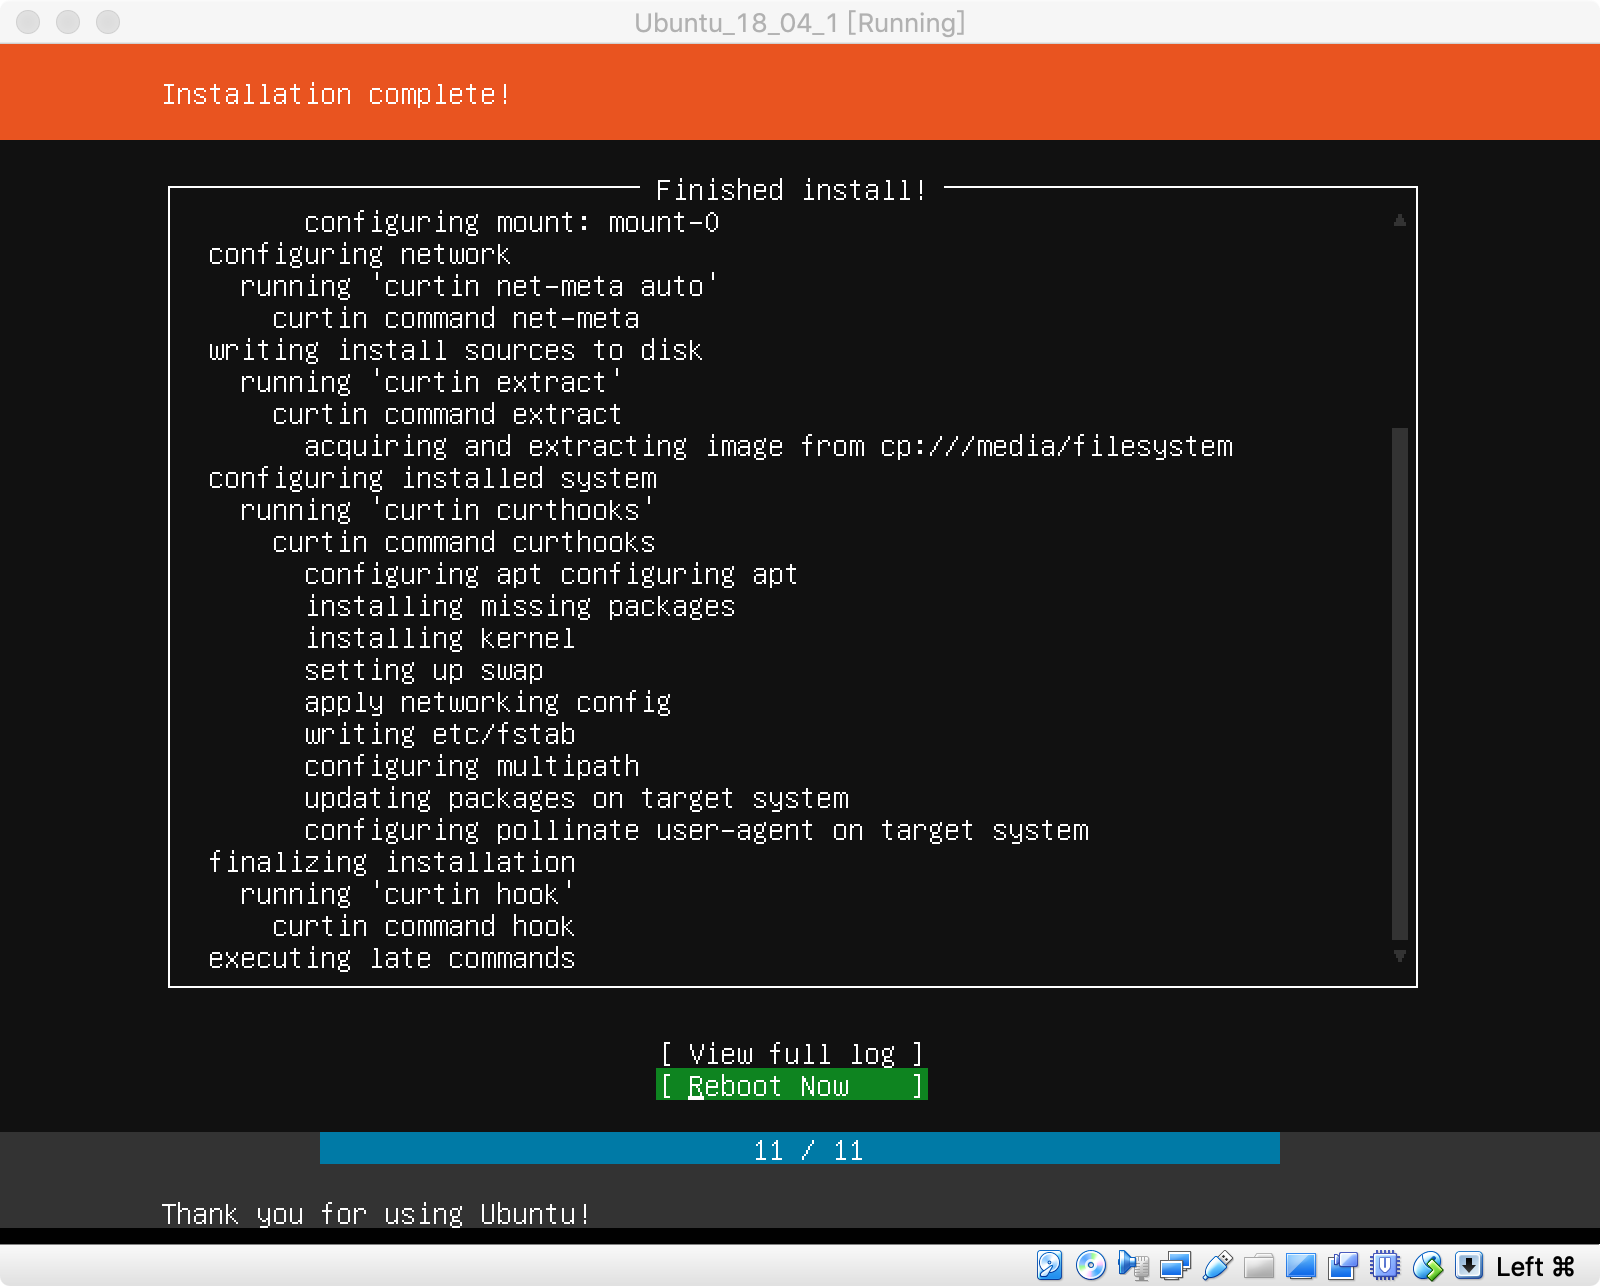 Ubuntu_18_04_1 [Running]
Installation complete!
Finished install!
configuring mount: mount-0
configuring network
running 'curtin net-meta auto'
curtin command net-meta
writing install sources to disk
running 'curtin extract'
curtin command extract
acquiring and extracting image from cp:///media/filesystem
configuring installed system
running 'curtin curthooks'
curtin command curthooks
configuring apt configuring apt
installing missing packages
installing kernel
setting up swap
apply networking config
writing etc/fstab
configuring multipath
updating packages on target system
configuring pollinate user-agent on target system
finalizing installation
running 'curtin hook'
curtin command hook
executing late commands
[ View full log ]
[ Reboot Now ]
11 / 11
Thank you for using Ubuntu!
Left ⌘